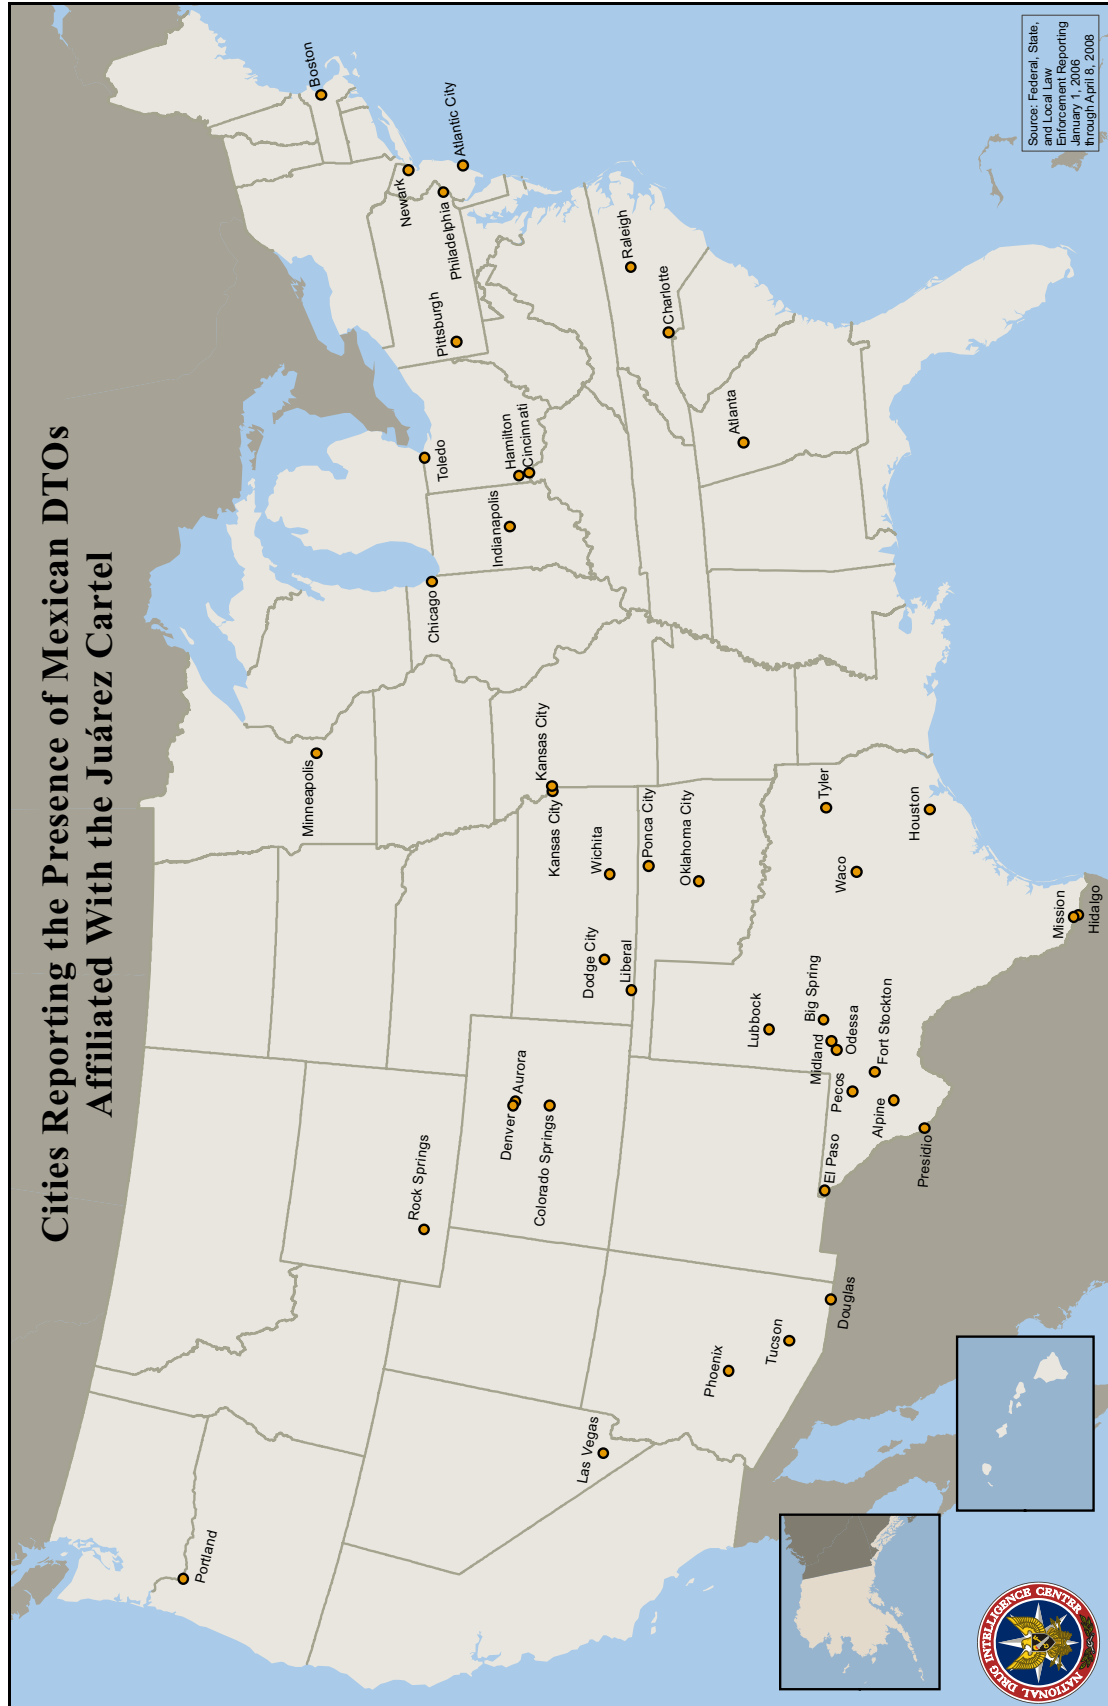 Cities Reporting the Presence of Mexican DTOs
Affiliated With the Juárez Cartel
Boston
Portland
Minneapolis
Newark
Atlantic City
Philadelphia
Pittsburgh
Toledo
Rock Springs
Chicago
Hamilton
Cincinnati
Indianapolis
Denver
Aurora
Colorado Springs
Kansas City
Kansas City
Dodge City
Wichita
Liberal
Las Vegas
Raleigh
Ponca City
Charlotte
Oklahoma City
Phoenix
Atlanta
Lubbock
Tucson
Big Spring
Tyler
Midland
Odessa
El Paso
Douglas
Pecos
Waco
Fort Stockton
Alpine
Presidio
Houston
Mission
Hidalgo
NATIONAL DRUG INTELLIGENCE CENTER
Source: Federal, State,
and Local Law
Enforcement Reporting
January 1, 2006
through April 8, 2008